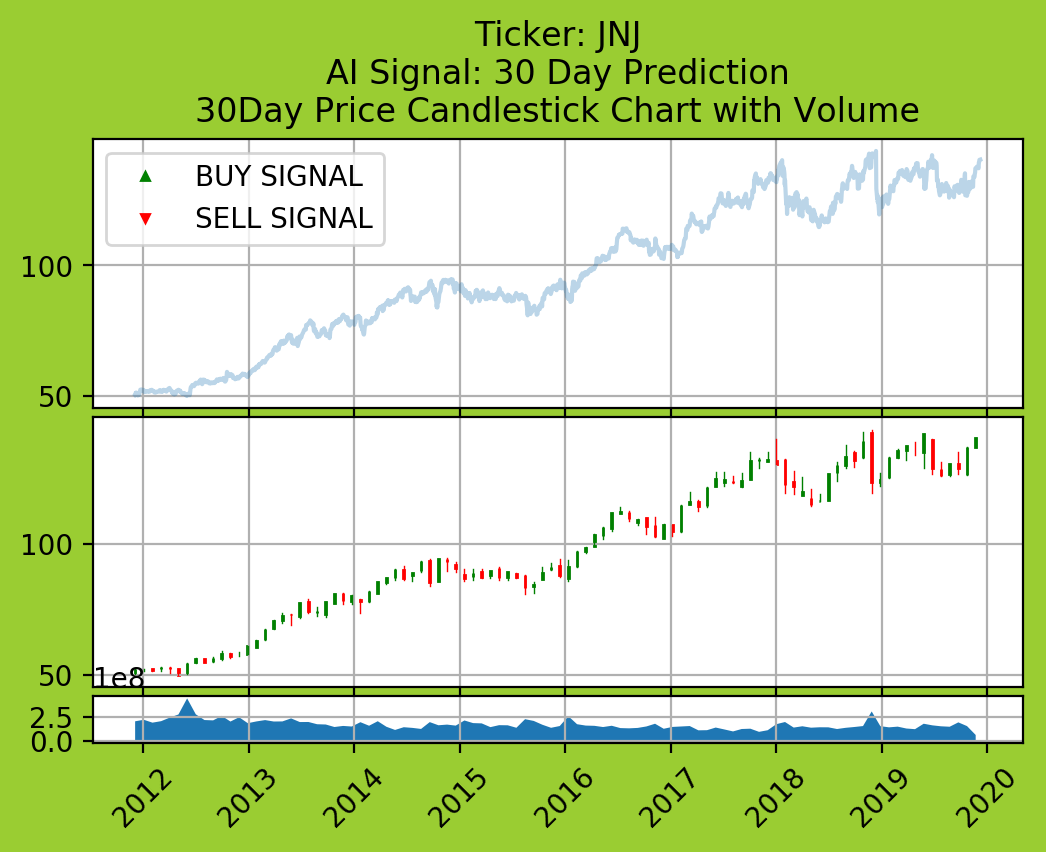 Ticker: JNJ
AI Signal: 30 Day Prediction
30Day Price Candlestick Chart with Volume
BUY SIGNAL
SELL SIGNAL
100
50
100
50
1e8
2.5
0.0
2012 2013 2014 2015 2016 2017 2018 2019 2020